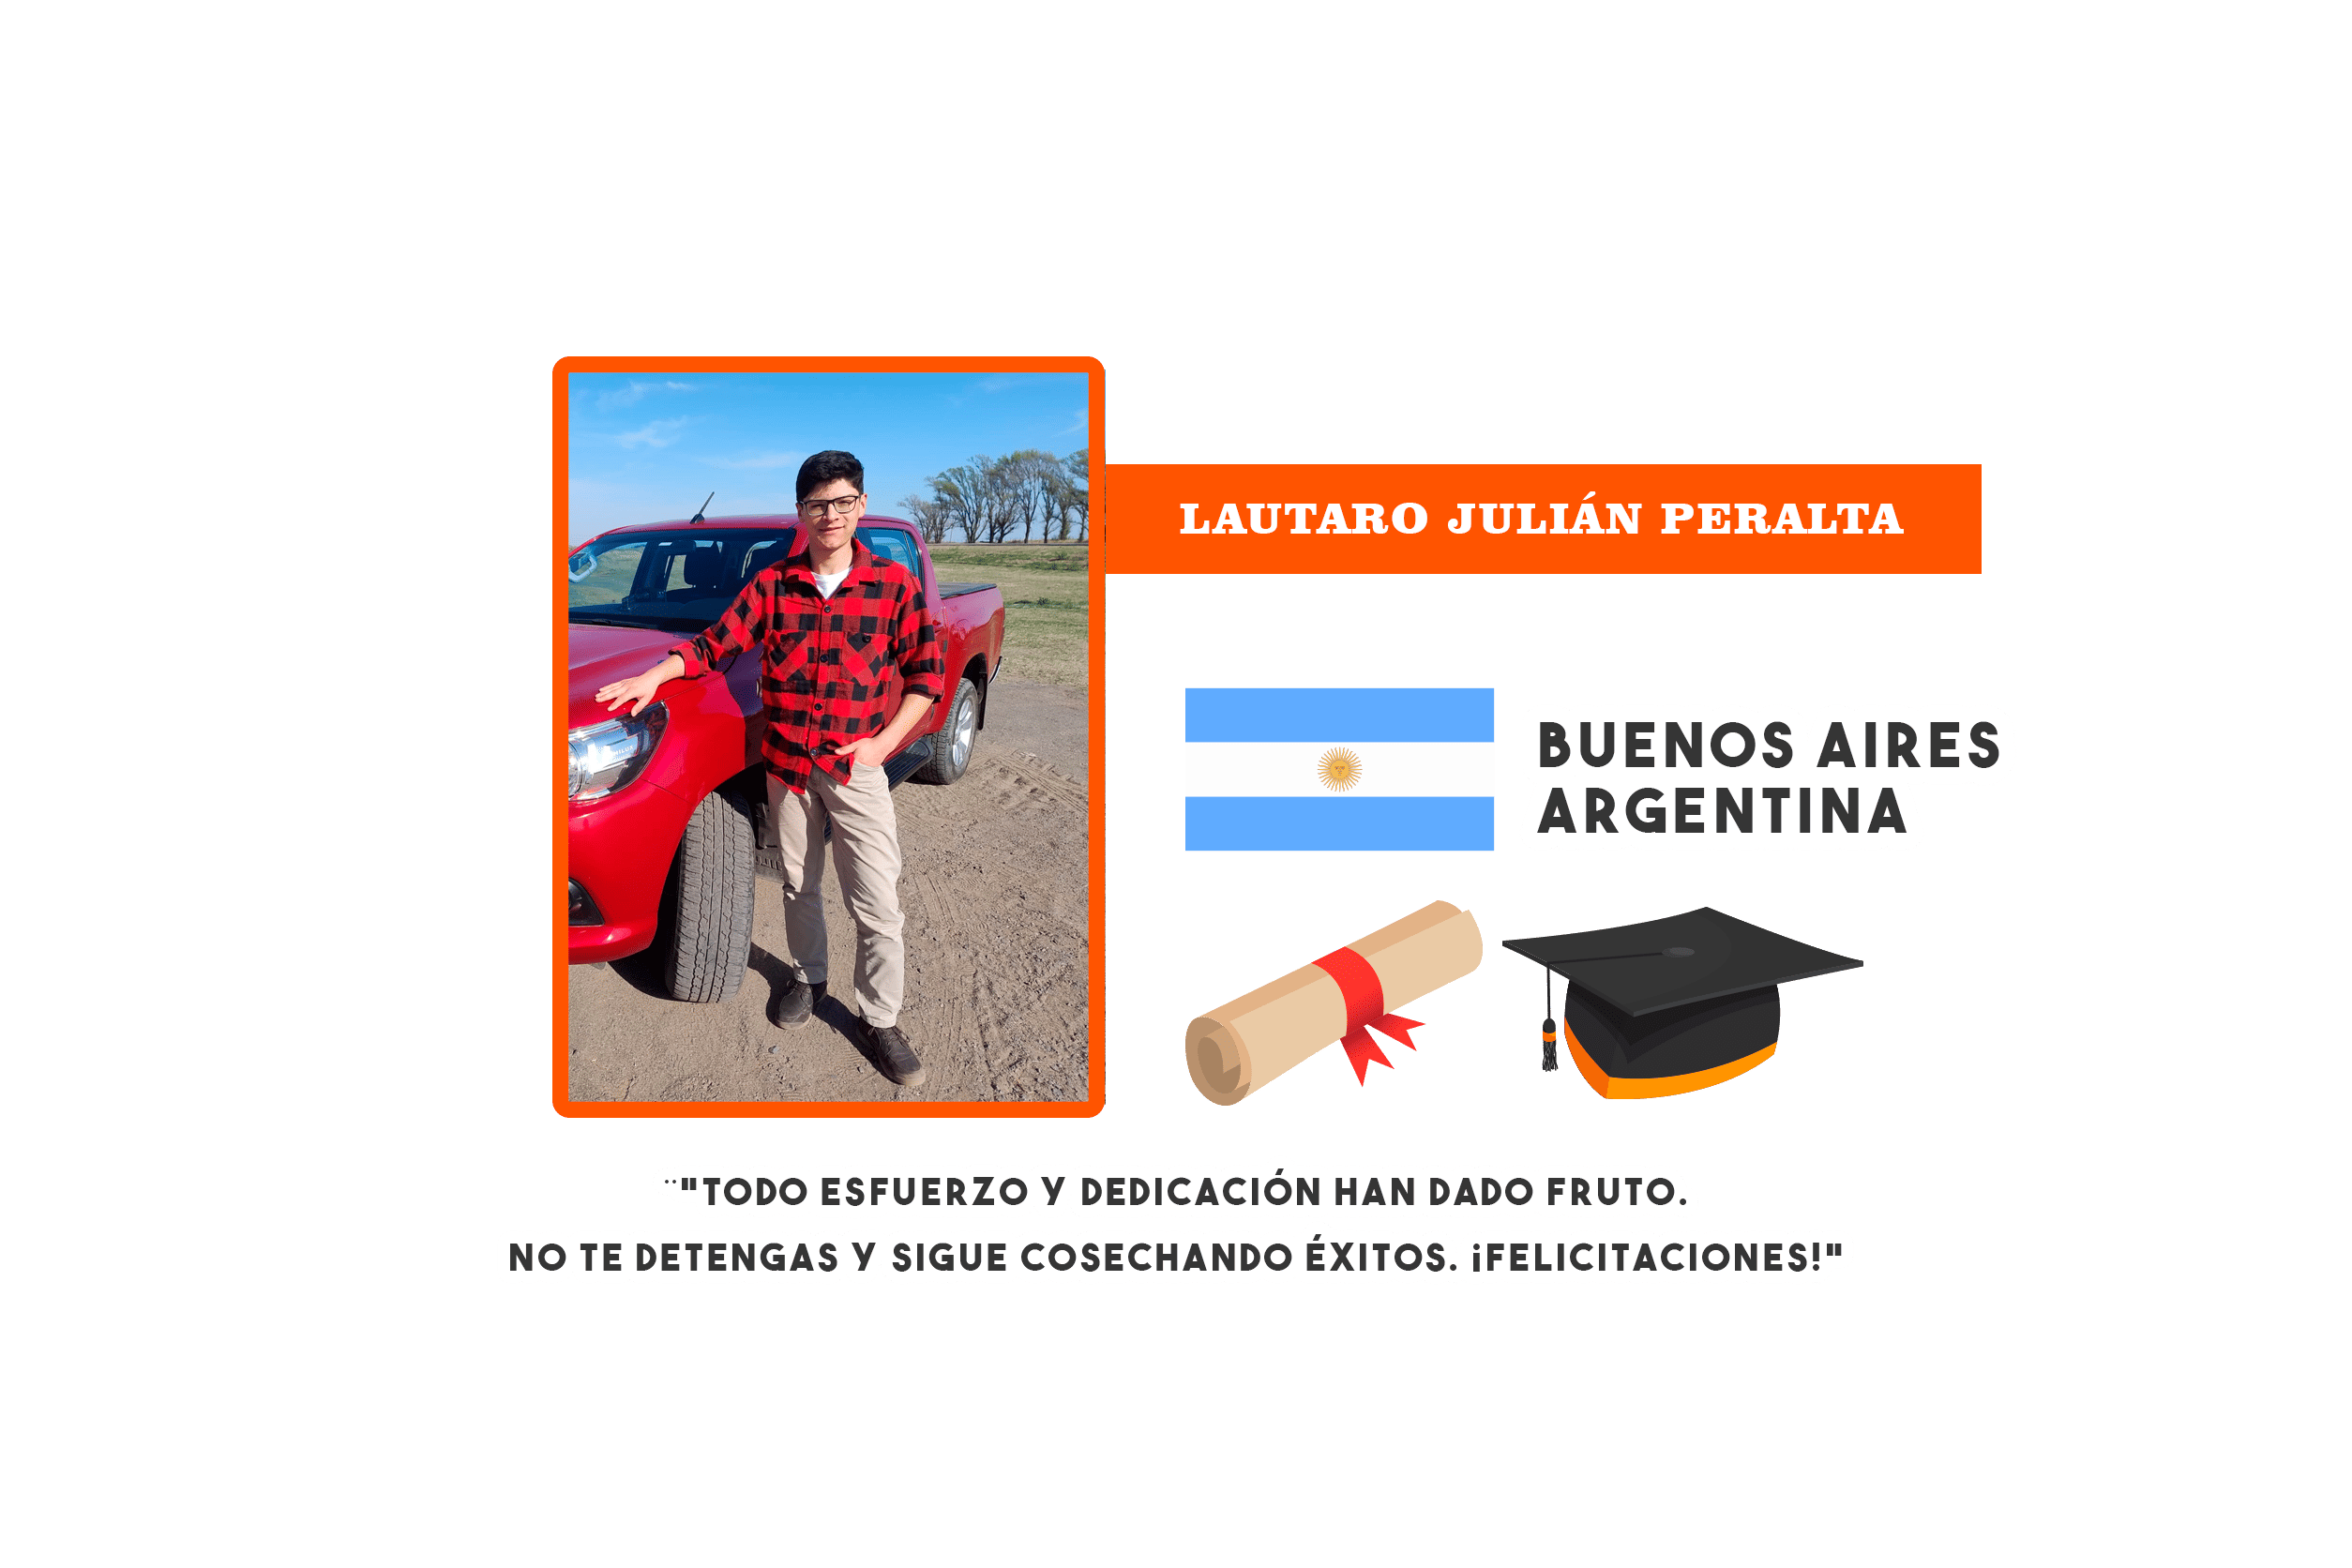 LAUTARO JULIÁN PERALTA
BUENOS AIRES
ARGENTINA
¨"TODO ESFUERZO Y DEDICACIÓN HAN DADO FRUTO.
NO TE DETENGAS Y SIGUE COSECHANDO ÉXITOS. ¡FELICITACIONES!"